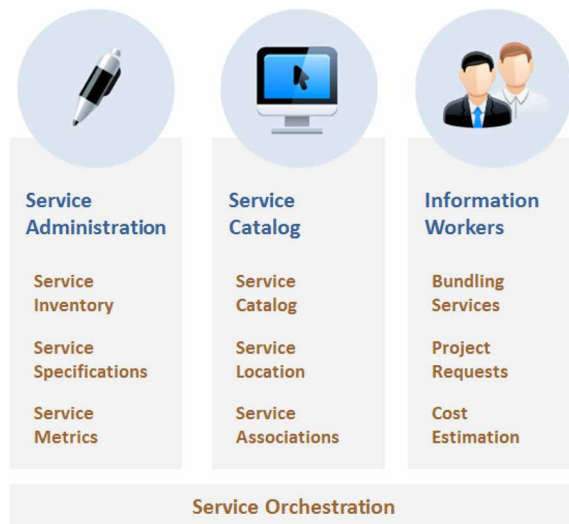 Service
Administration
Service
Inventory
Service
Specifications
Service
Metrics
Service
Catalog
Service
Catalog
Service
Location
Service
Associations
Information
Workers
Bundling
Services
Project
Requests
Cost
Estimation
Service Orchestration